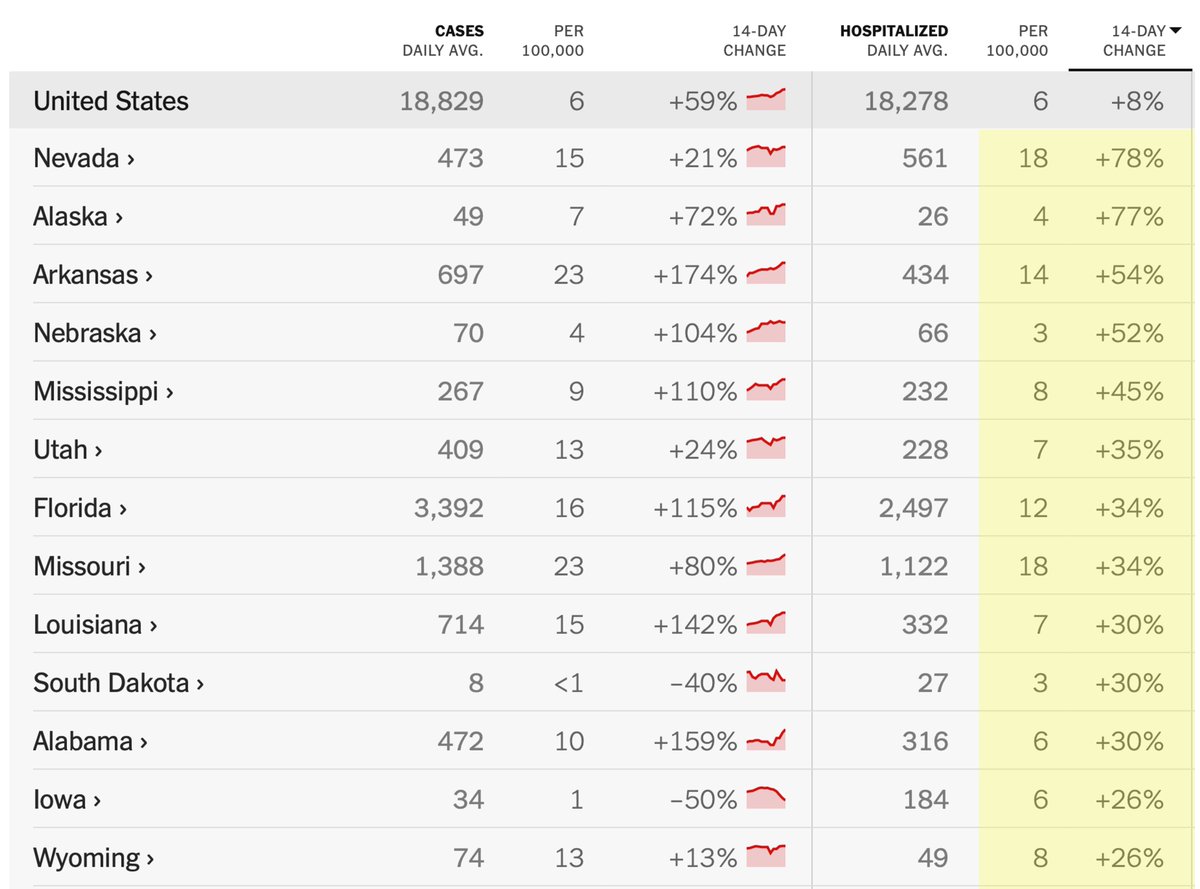 CASES PER 14-DAY HOSPITALIZED PER 14-DAY ▼
DAILY AVG. 100,000 CHANGE DAILY AVG. 100,000 CHANGE
United States 18,829 6 +59% 18,278 6 +8%
Nevada › 473 15 +21% 561 18 +78%
Alaska › 49 7 +72% 26 4 +77%
Arkansas › 697 23 +174% 434 14 +54%
Nebraska › 70 4 +104% 66 3 +52%
Mississippi › 267 9 +110% 232 8 +45%
Utah › 409 13 +24% 228 7 +35%
Florida › 3,392 16 +115% 2,497 12 +34%
Missouri › 1,388 23 +80% 1,122 18 +34%
Louisiana › 714 15 +142% 332 7 +30%
South Dakota › 8 <1 –40% 27 3 +30%
Alabama › 472 10 +159% 316 6 +30%
Iowa › 34 1 –50% 184 6 +26%
Wyoming › 74 13 +13% 49 8 +26%